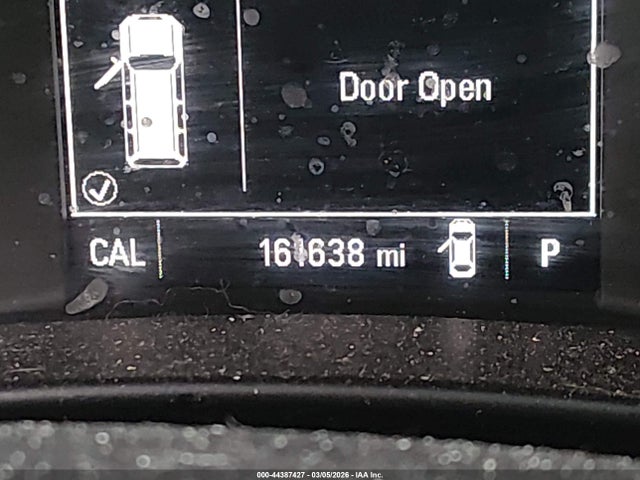 Door Open
CAL 161638 mi P
000-44387427 - 03/05/2026 - IAA Inc.